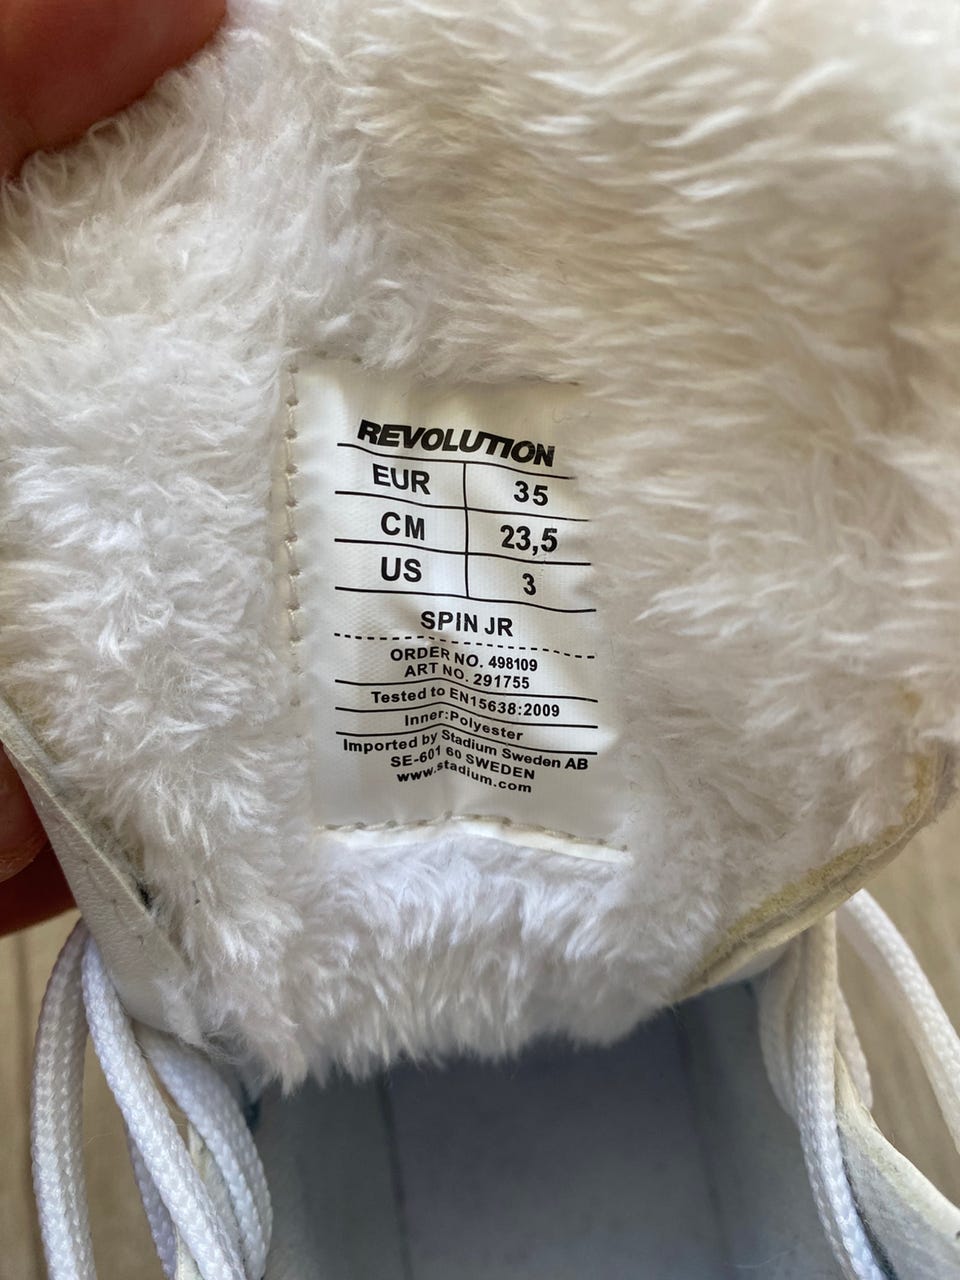 REVOLUTION
EUR 35
CM 23,5
US 3
SPIN JR
ORDER NO. 498109
ART NO. 291755
Tested to EN15638:2009
Inner:Polyester
Imported by Stadium Sweden AB
SE-601 60 SWEDEN
www.stadium.com